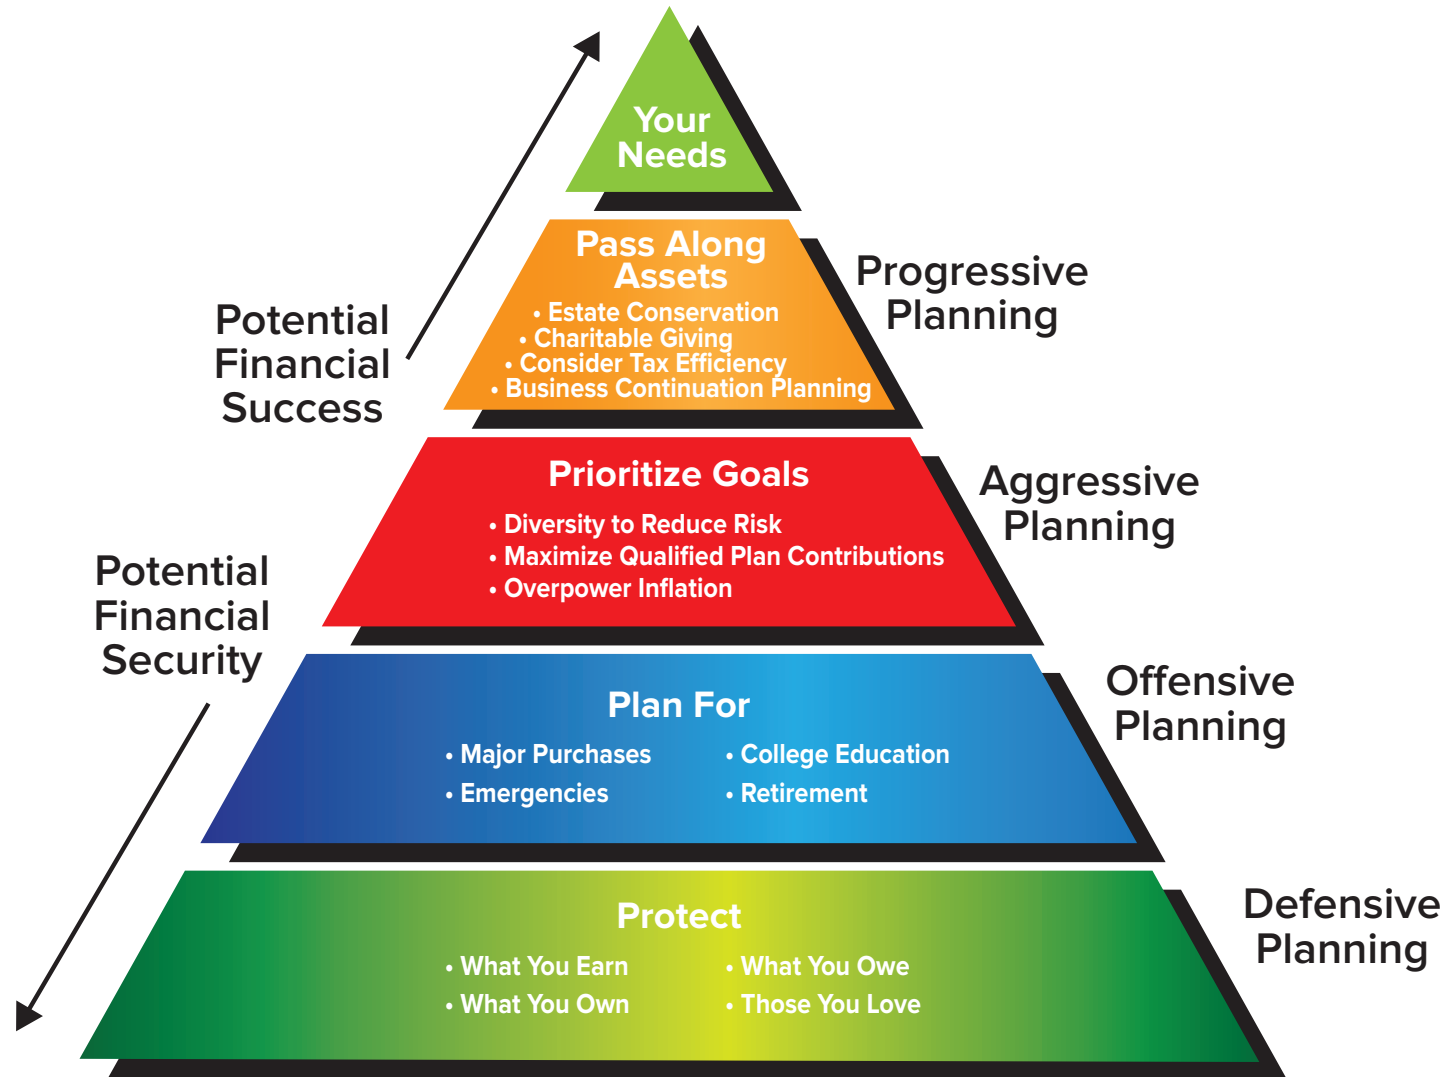 Your
Needs
Pass Along
Assets
• Estate Conservation
• Charitable Giving
• Consider Tax Efficiency
• Business Continuation Planning
Progressive
Planning
Potential
Financial
Success
Prioritize Goals
• Diversity to Reduce Risk
• Maximize Qualified Plan Contributions
• Overpower Inflation
Aggressive
Planning
Potential
Financial
Security
Plan For
• Major Purchases
• College Education
• Emergencies
• Retirement
Offensive
Planning
Protect
• What You Earn
• What You Owe
• What You Own
• Those You Love
Defensive
Planning